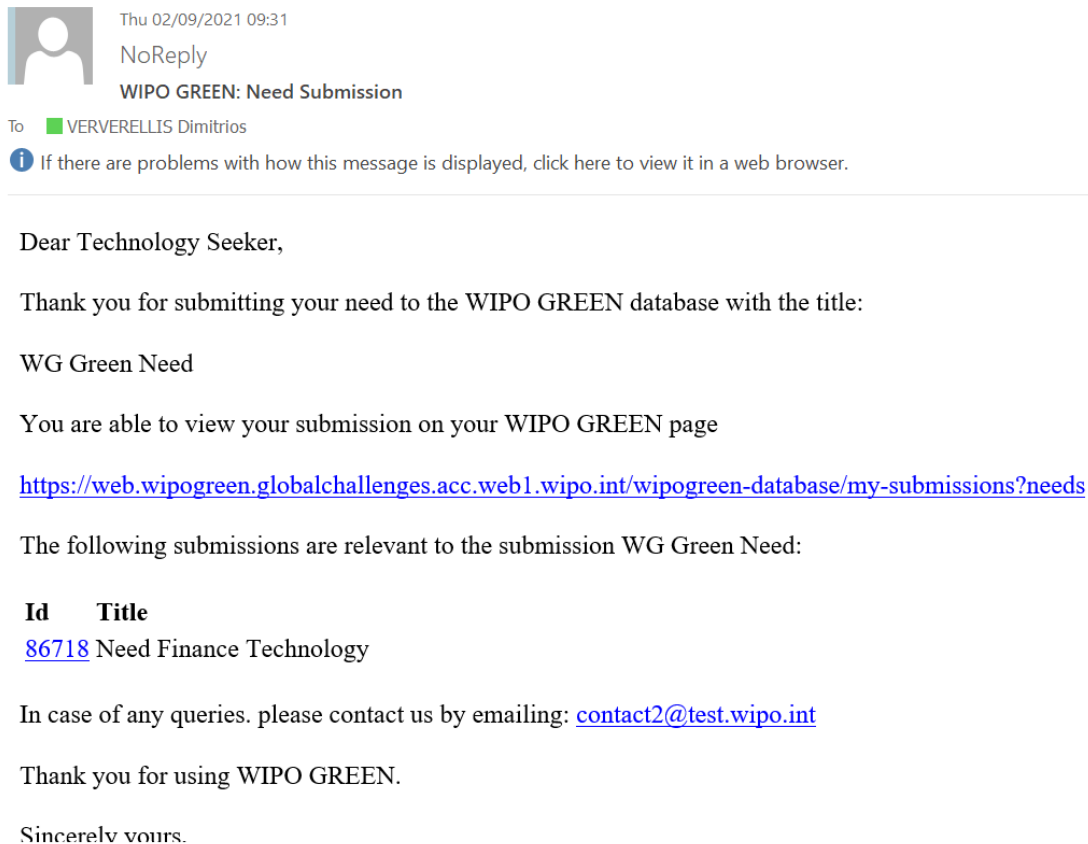 Thu 02/09/2021 09:31
NoReply
WIPO GREEN: Need Submission
To VERVERELLIS Dimitrios
If there are problems with how this message is displayed, click here to view it in a web browser.
Dear Technology Seeker,
Thank you for submitting your need to the WIPO GREEN database with the title:
WG Green Need
You are able to view your submission on your WIPO GREEN page
https://web.wipogreen.globalchallenges.acc.web1.wipo.int/wipogreen-database/my-submissions?needs
The following submissions are relevant to the submission WG Green Need:
Id Title
86718 Need Finance Technology
In case of any queries. please contact us by emailing: contact2@test.wipo.int
Thank you for using WIPO GREEN.
Sincerely yours,